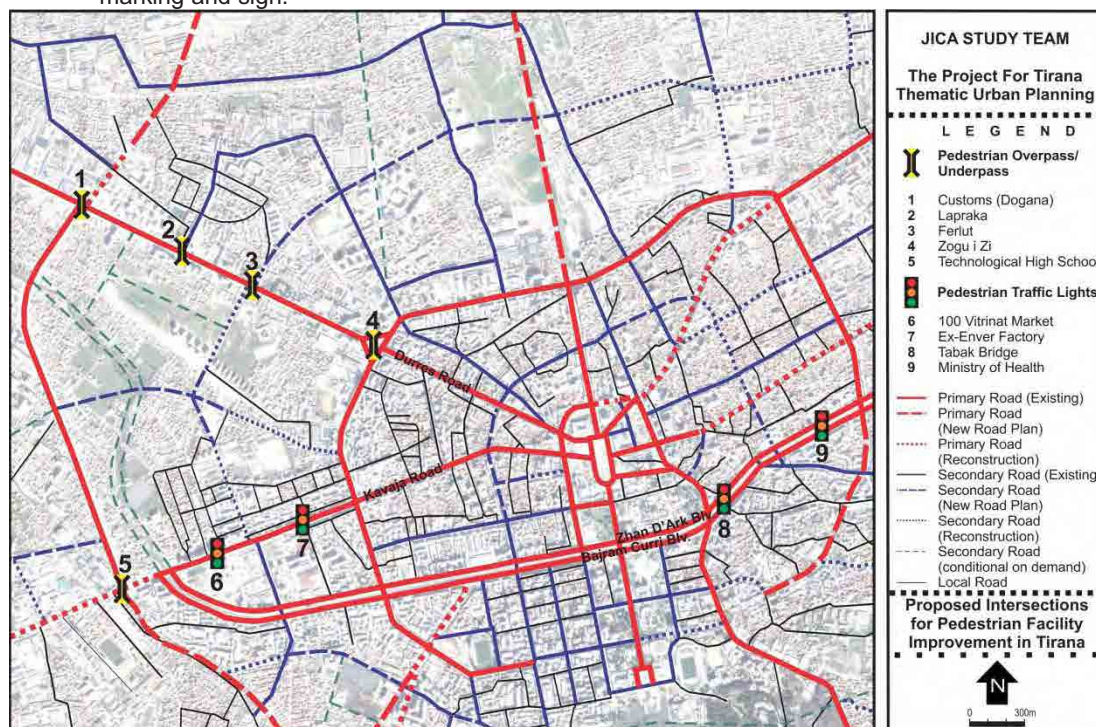 marking and sign.
1
2
3
4
5
6
7
8
9
Durres Road
Kavaja Road
Zhan D'Ark Blv.
Bajram Curri Blv.
JICA STUDY TEAM
The Project For Tirana
Thematic Urban Planning
L E G E N D
Pedestrian Overpass/
Underpass
1 Customs (Dogana)
2 Lapraka
3 Ferlut
4 Zogu i Zi
5 Technological High School
Pedestrian Traffic Lights
6 100 Vitrinat Market
7 Ex-Enver Factory
8 Tabak Bridge
9 Ministry of Health
Primary Road (Existing)
Primary Road
(New Road Plan)
Primary Road
(Reconstruction)
Secondary Road (Existing)
Secondary Road
(New Road Plan)
Secondary Road
(Reconstruction)
Secondary Road
(conditional on demand)
Local Road
Proposed Intersections
for Pedestrian Facility
Improvement in Tirana
N
0 300m